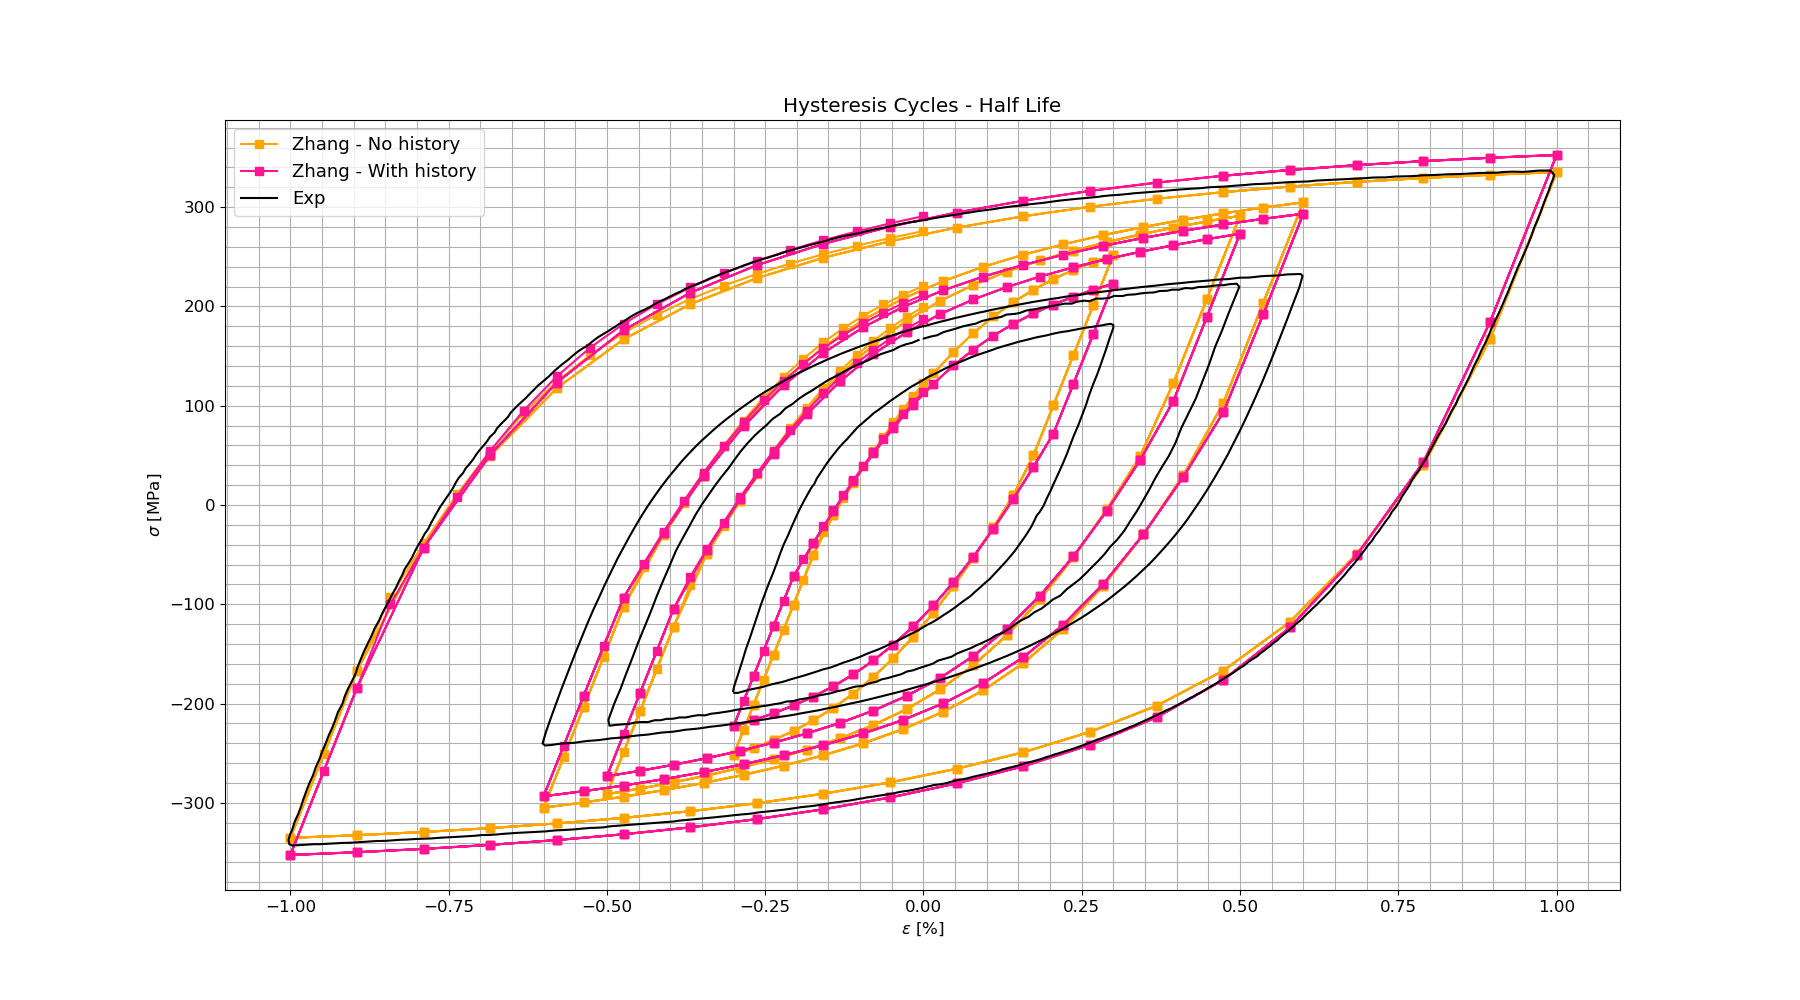 Hysteresis Cycles - Half Life
Zhang - No history
Zhang - With history
Exp
300
200
100
0
−100
−200
−300
σ [MPa]
−1.00 −0.75 −0.50 −0.25 0.00 0.25 0.50 0.75 1.00
ε [%]